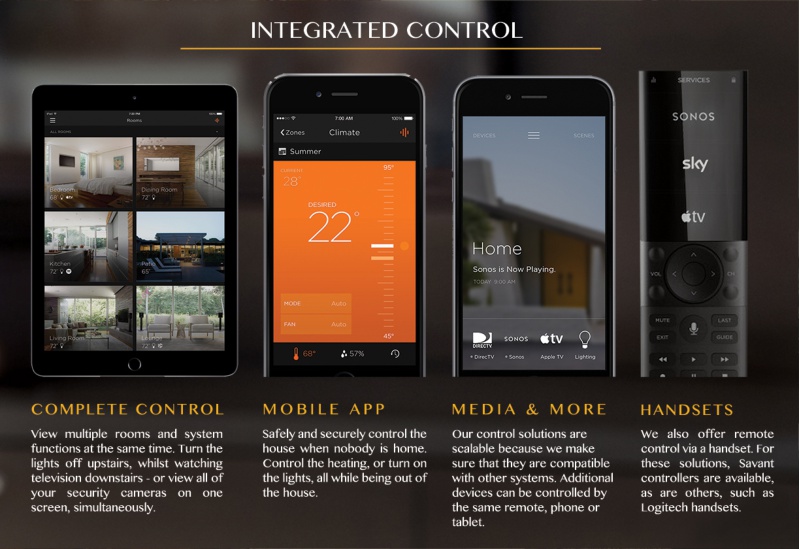 INTEGRATED CONTROL
7:00 AM
Rooms
ALL ROOMS
Bedroom
68°
Dining Room
72°
Kitchen
72°
Patio
65°
Living Room
72°
72°
7:00 AM
100%
Zones
Climate
Summer
CURRENT
28°
95°
DESIRED
22°
MODE
Auto
FAN
Auto
45°
68°
57%
DEVICES
SCENES
Home
Sonos is Now Playing.
TODAY 9:00 AM
DIRECTV
SONOS
tv
DirecTV
Sonos
Apple TV
Lighting
SERVICES
SONOS
sky
tv
VOL
CH
MUTE
LAST
EXIT
GUIDE
COMPLETE CONTROL
View multiple rooms and system
functions at the same time. Turn the
lights off upstairs, whilst watching
television downstairs - or view all of
your security cameras on one
screen, simultaneously.
MOBILE APP
Safely and securely control the
house when nobody is home.
Control the heating, or turn on
the lights, all while being out of
the house.
MEDIA & MORE
Our control solutions are
scalable because we make
sure that they are compatible
with other systems. Additional
devices can be controlled by
the same remote, phone or
tablet.
HANDSETS
We also offer remote
control via a handset. For
these solutions, Savant
controllers are available,
as are others, such as
Logitech handsets.